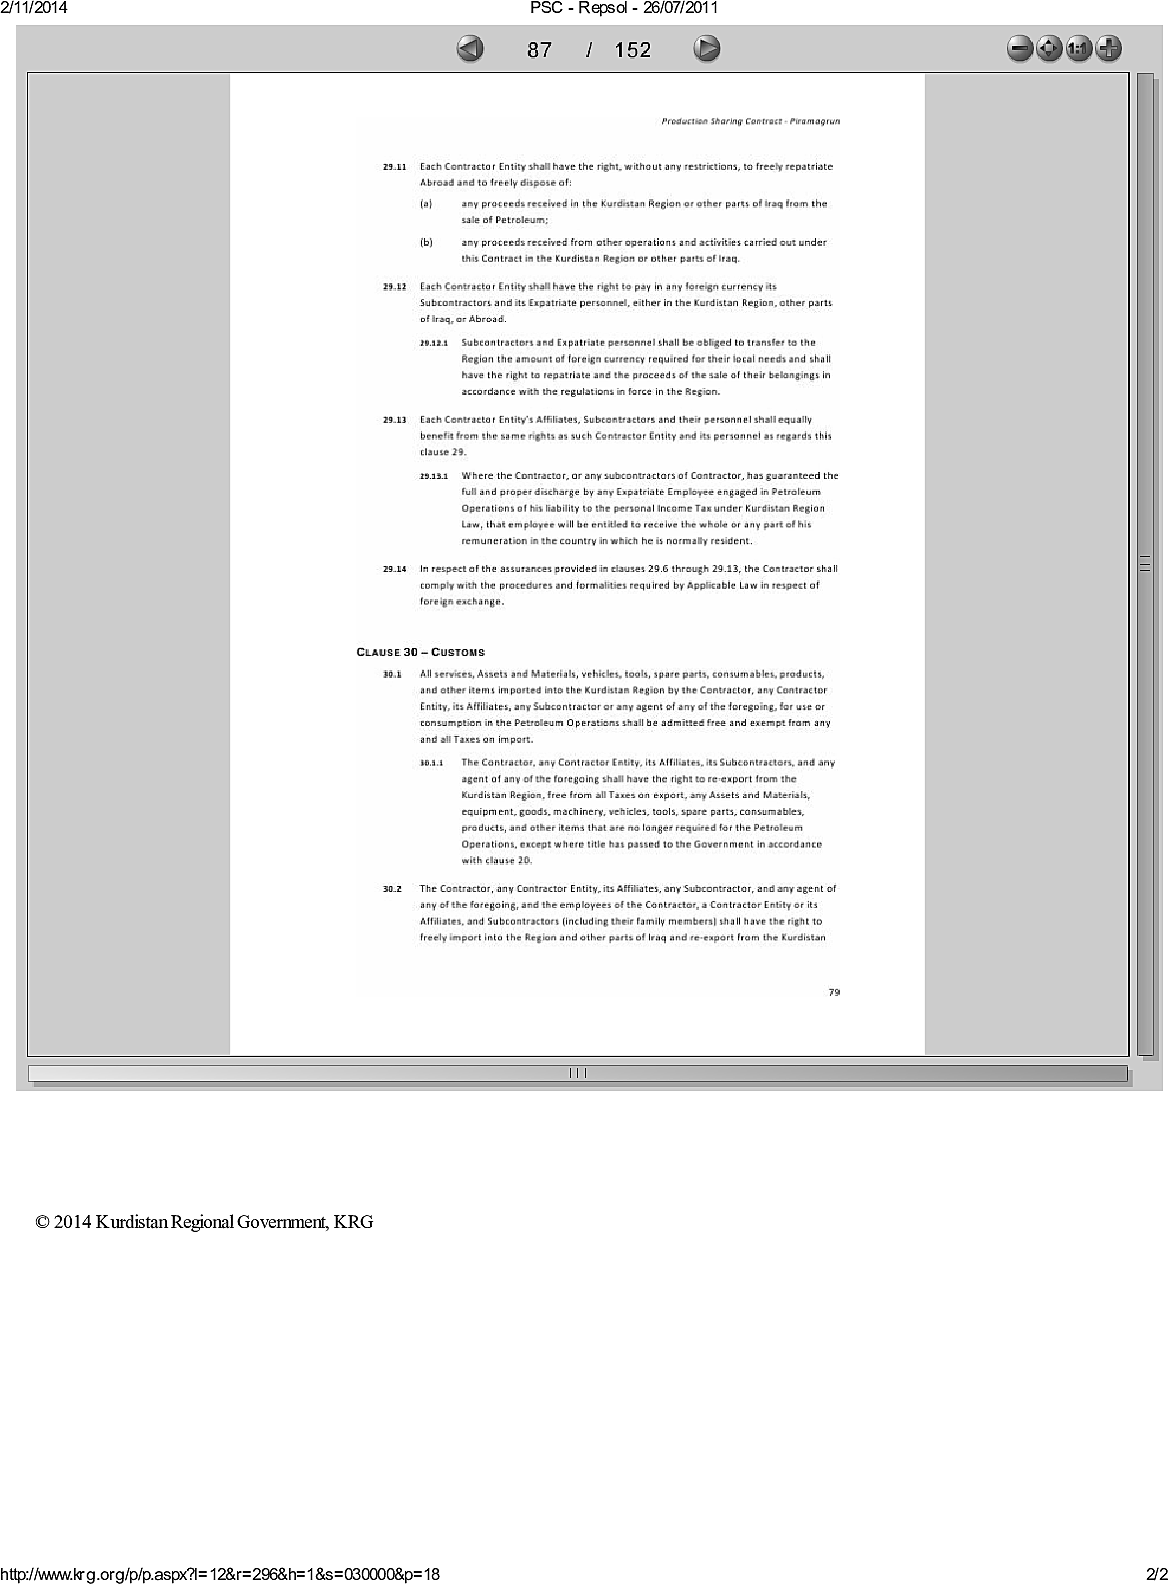 2/11/2014 PSC - Repsol - 26/07/2011
87 / 152
1:1
Production Sharing Contract - Piramagrun
29.11 Each Contractor Entity shall have the right, without any restrictions, to freely repatriate
Abroad and to freely dispose of:
(a) any proceeds received in the Kurdistan Region or other parts of Iraq from the
sale of Petroleum;
(b) any proceeds received from other operations and activities carried out under
this Contract in the Kurdistan Region or other parts of Iraq.
29.12 Each Contractor Entity shall have the right to pay in any foreign currency its
Subcontractors and its Expatriate personnel, either in the Kurdistan Region, other parts
of Iraq, or Abroad.
29.12.1 Subcontractors and Expatriate personnel shall be obliged to transfer to the
Region the amount of foreign currency required for their local needs and shall
have the right to repatriate and the proceeds of the sale of their belongings in
accordance with the regulations in force in the Region.
29.13 Each Contractor Entity's Affiliates, Subcontractors and their personnel shall equally
benefit from the same rights as such Contractor Entity and its personnel as regards this
clause 29.
29.13.1 Where the Contractor, or any subcontractors of Contractor, has guaranteed the
full and proper discharge by any Expatriate Employee engaged in Petroleum
Operations of his liability to the personal Income Tax under Kurdistan Region
Law, that employee will be entitled to receive the whole or any part of his
remuneration in the country in which he is normally resident.
29.14 In respect of the assurances provided in clauses 29.6 through 29.13, the Contractor shall
comply with the procedures and formalities required by Applicable Law in respect of
foreign exchange.
CLAUSE 30 – CUSTOMS
30.1 All services, Assets and Materials, vehicles, tools, spare parts, consumables, products,
and other items imported into the Kurdistan Region by the Contractor, any Contractor
Entity, its Affiliates, any Subcontractor or any agent of any of the foregoing, for use or
consumption in the Petroleum Operations shall be admitted free and exempt from any
and all Taxes on import.
30.1.1 The Contractor, any Contractor Entity, its Affiliates, its Subcontractors, and any
agent of any of the foregoing shall have the right to re-export from the
Kurdistan Region, free from all Taxes on export, any Assets and Materials,
equipment, goods, machinery, vehicles, tools, spare parts, consumables,
products, and other items that are no longer required for the Petroleum
Operations, except where title has passed to the Government in accordance
with clause 20.
30.2 The Contractor, any Contractor Entity, its Affiliates, any Subcontractor, and any agent of
any of the foregoing, and the employees of the Contractor, a Contractor Entity or its
Affiliates, and Subcontractors (including their family members) shall have the right to
freely import into the Region and other parts of Iraq and re-export from the Kurdistan
79
© 2014 Kurdistan Regional Government, KRG
http://www.krg.org/p/p.aspx?l=12&r=296&h=1&s=030000&p=18 2/2